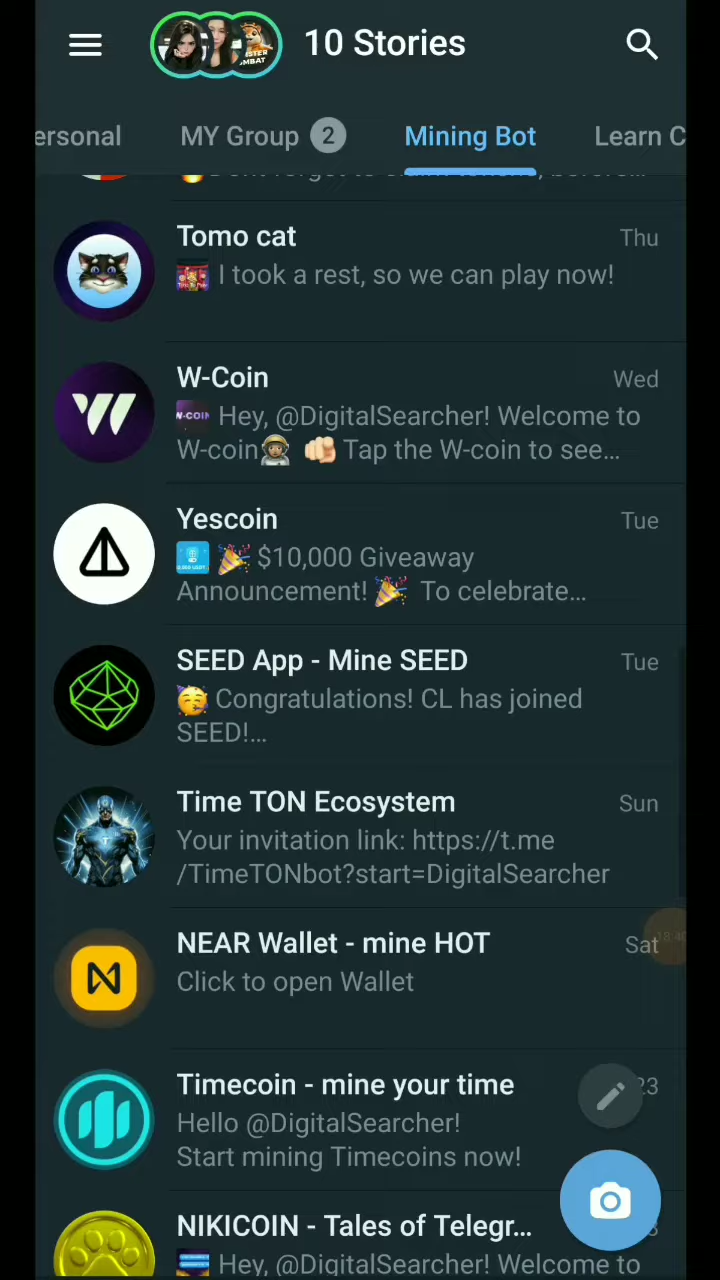 10 Stories
ersonal MY Group 2 Mining Bot Learn C
Tomo cat Thu
I took a rest, so we can play now!
W-Coin Wed
W-COIN Hey, @DigitalSearcher! Welcome to
W-coin Tap the W-coin to see...
Yescoin Tue
$10,000 Giveaway
Announcement! To celebrate...
SEED App - Mine SEED Tue
Congratulations! CL has joined
SEED!...
Time TON Ecosystem Sun
Your invitation link: https://t.me
/TimeTONbot?start=DigitalSearcher
NEAR Wallet - mine HOT Sat
Click to open Wallet
Timecoin - mine your time 23
Hello @DigitalSearcher!
Start mining Timecoins now!
NIKICOIN - Tales of Telegr...
Hey, @DigitalSearcher! Welcome to